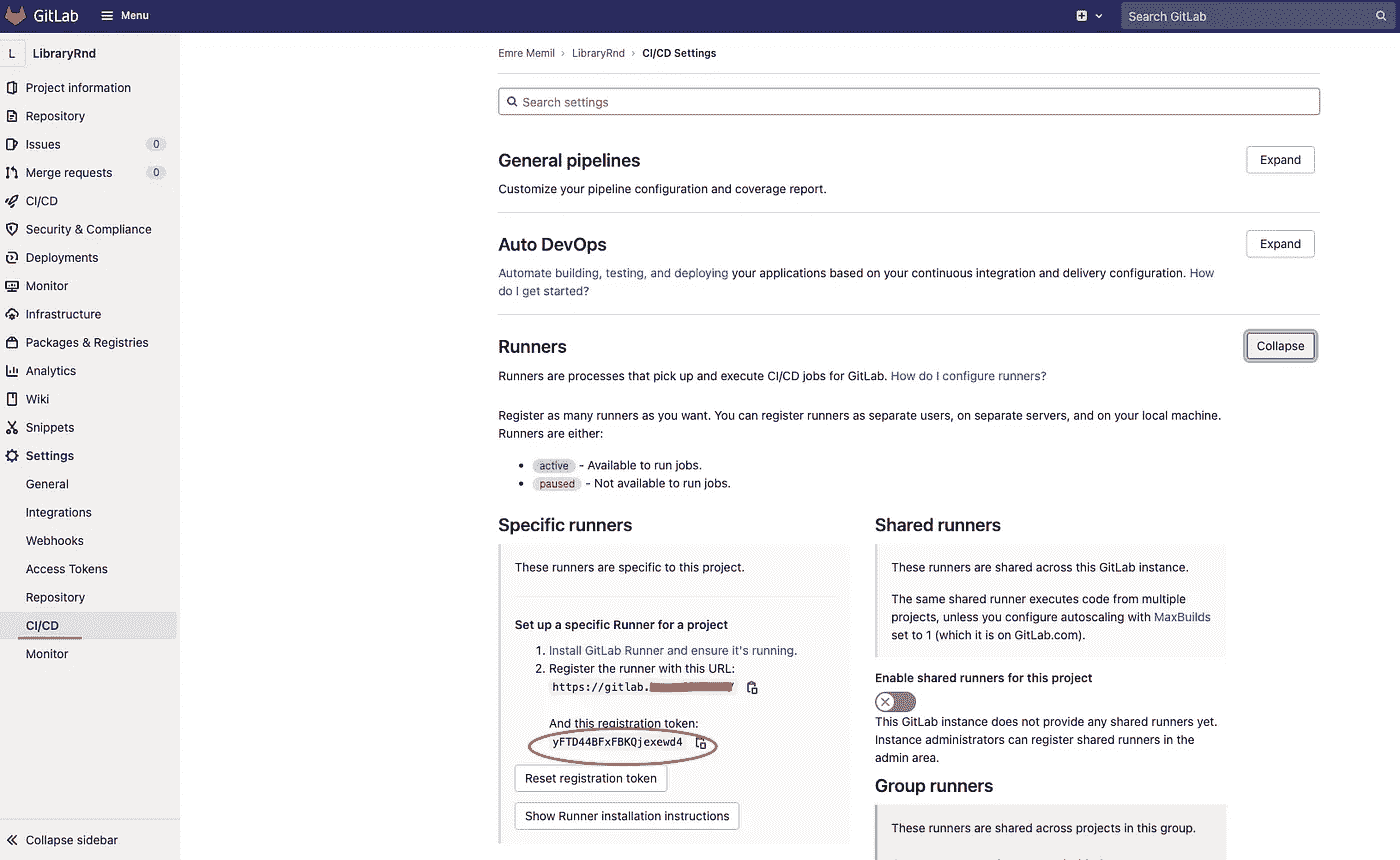 GitLab
Menu
Search GitLab
L
LibraryRnd
Project information
Repository
Issues
0
Merge requests
0
CI/CD
Security & Compliance
Deployments
Monitor
Infrastructure
Packages & Registries
Analytics
Wiki
Snippets
Settings
General
Integrations
Webhooks
Access Tokens
Repository
CI/CD
Monitor
Collapse sidebar
Emre Memil › LibraryRnd › CI/CD Settings
Search settings
General pipelines
Expand
Customize your pipeline configuration and coverage report.
Auto DevOps
Expand
Automate building, testing, and deploying your applications based on your continuous integration and delivery configuration. How
do I get started?
Runners
Collapse
Runners are processes that pick up and execute CI/CD jobs for GitLab. How do I configure runners?
Register as many runners as you want. You can register runners as separate users, on separate servers, and on your local machine.
Runners are either:
• active - Available to run jobs.
• paused - Not available to run jobs.
Specific runners
These runners are specific to this project.
Set up a specific Runner for a project
1. Install GitLab Runner and ensure it's running.
2. Register the runner with this URL:
https://gitlab.
And this registration token:
yFTD44BFxFBKQjexewd4
Reset registration token
Show Runner installation instructions
Shared runners
These runners are shared across this GitLab instance.
The same shared runner executes code from multiple
projects, unless you configure autoscaling with MaxBuilds
set to 1 (which it is on GitLab.com).
Enable shared runners for this project
This GitLab instance does not provide any shared runners yet.
Instance administrators can register shared runners in the
admin area.
Group runners
These runners are shared across projects in this group.